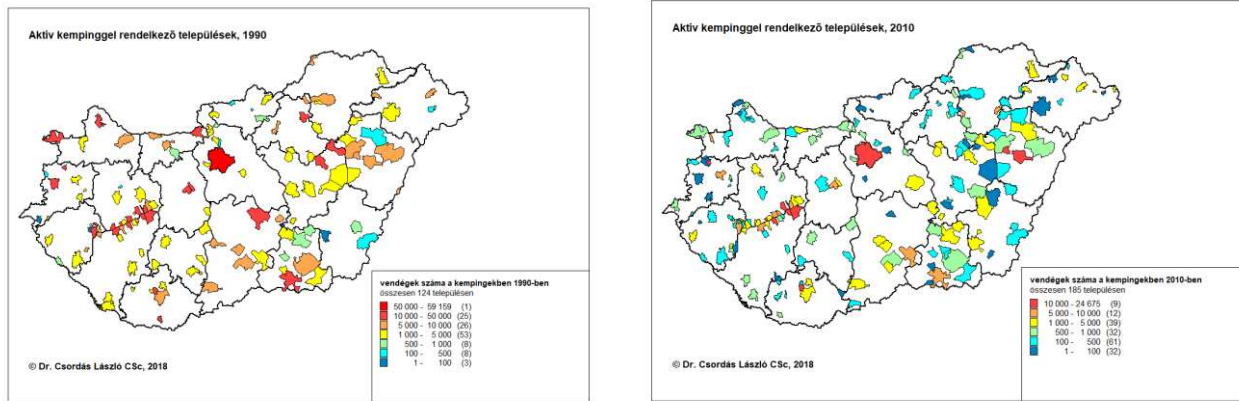 Aktív kempinggel rendelkező települések, 1990
vendégek száma a kempingekben 1990-ben
összesen 124 településen
50 000 - 59 159 (1)
10 000 - 50 000 (25)
5 000 - 10 000 (26)
1 000 - 5 000 (53)
500 - 1 000 (8)
100 - 500 (8)
1 - 100 (3)
© Dr. Csordás László CSc, 2018
Aktív kempinggel rendelkező települések, 2010
vendégek száma a kempingekben 2010-ben
összesen 185 településen
10 000 - 24 675 (9)
5 000 - 10 000 (12)
1 000 - 5 000 (39)
500 - 1 000 (32)
100 - 500 (61)
1 - 100 (32)
© Dr. Csordás László CSc, 2018